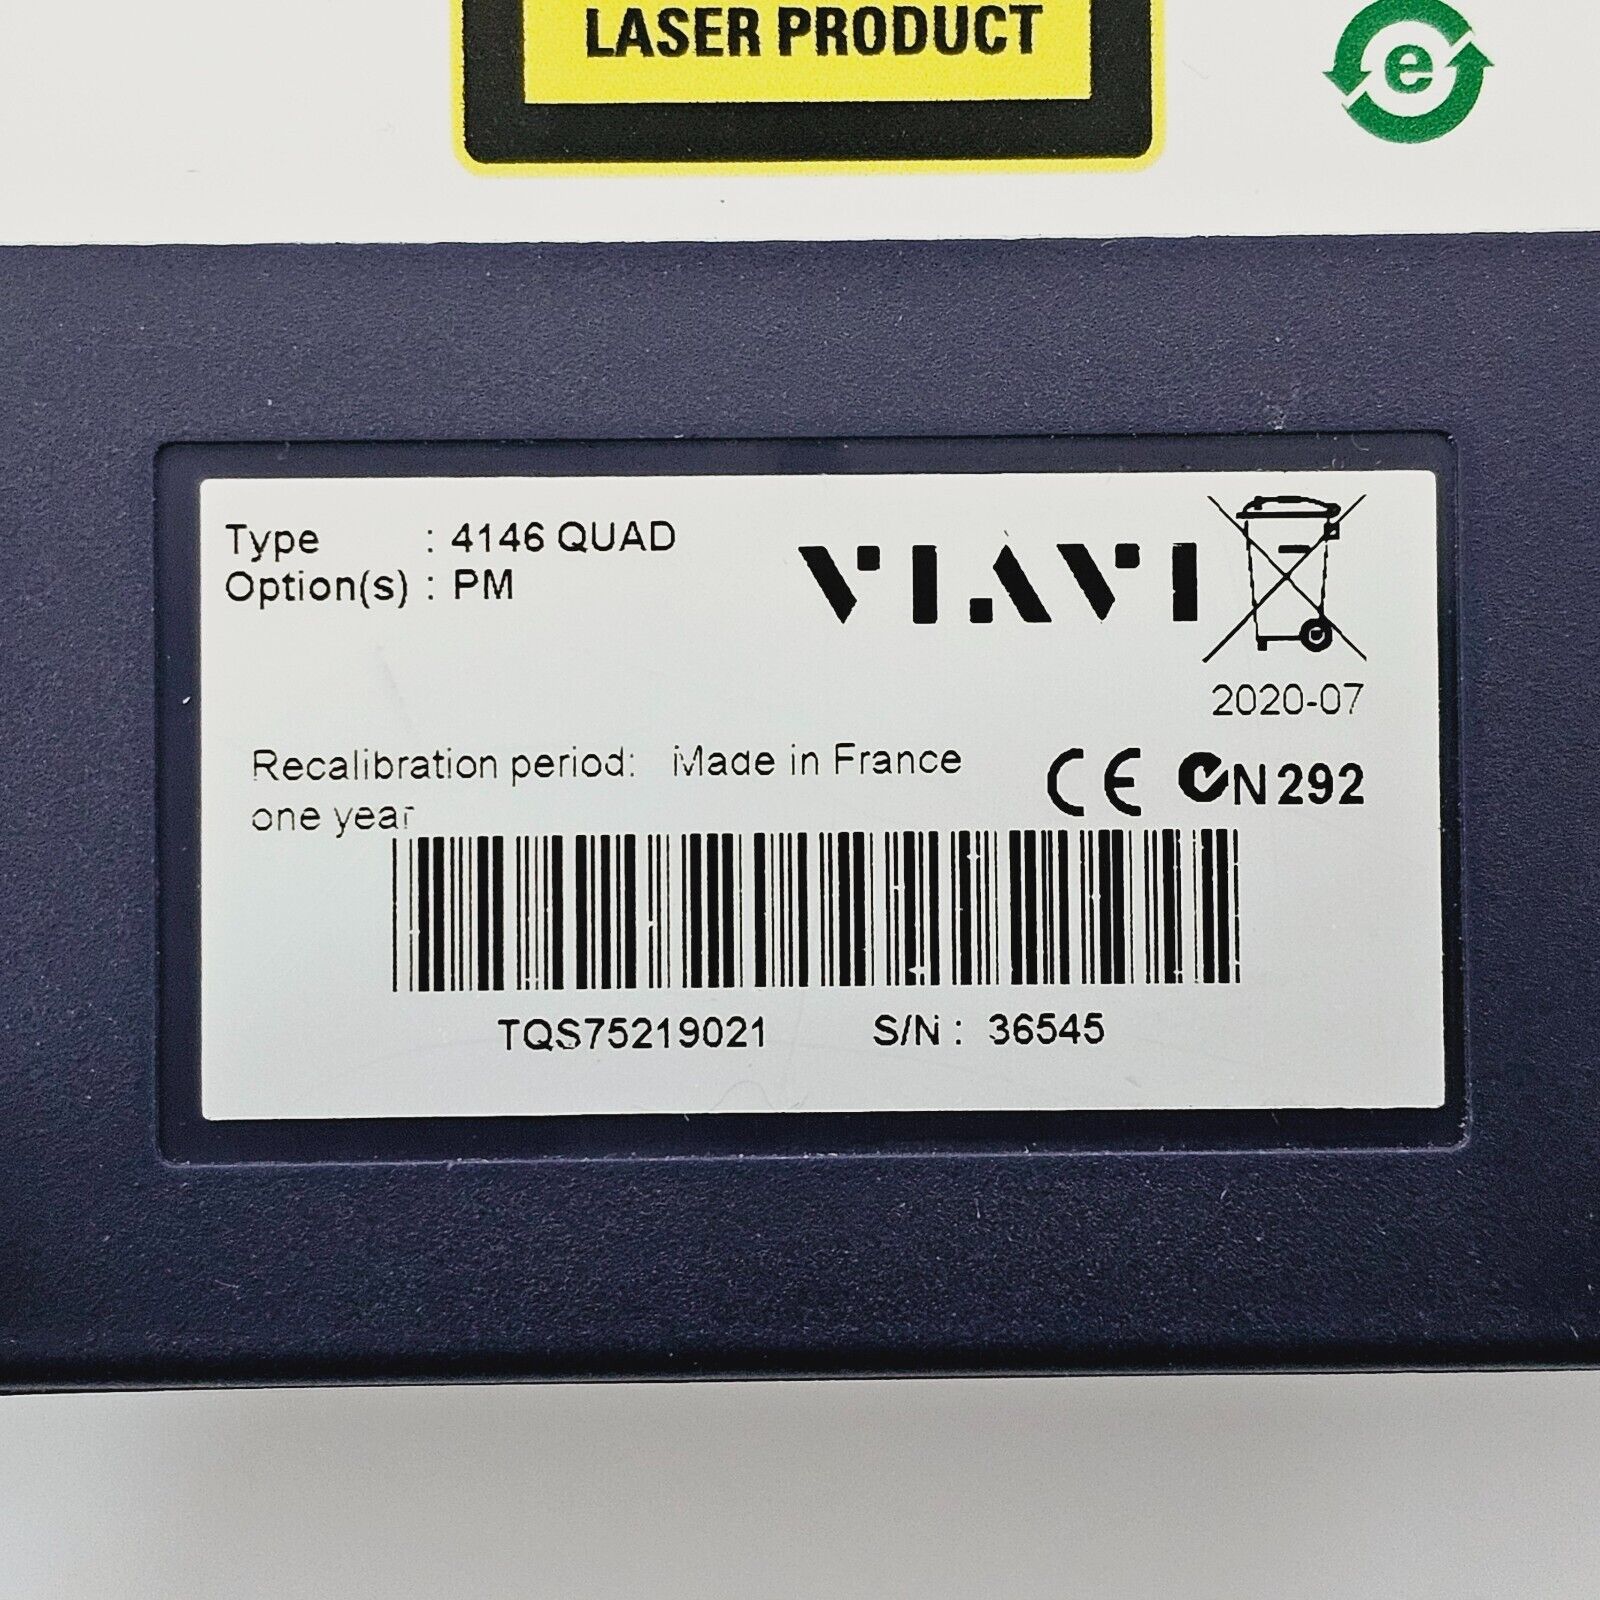 LASER PRODUCT
e
Type : 4146 QUAD
Option(s) : PM
VIAVI
2020-07
Recalibration period: Made in France
one year
CE N292
TQS75219021 S/N : 36545